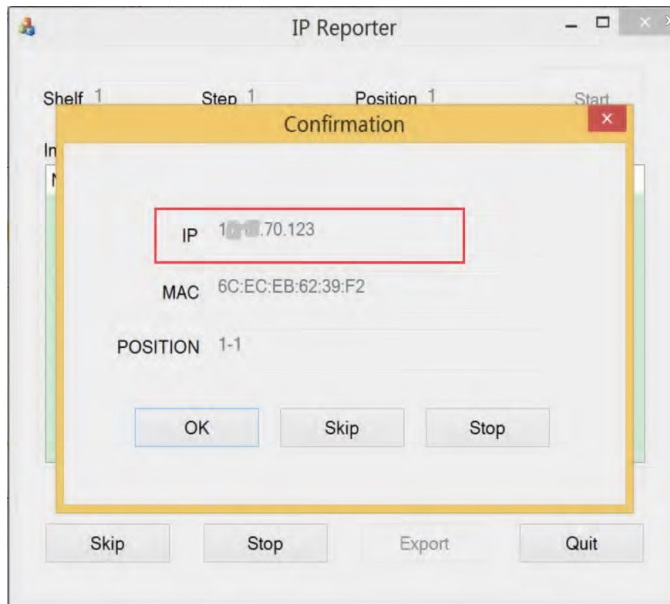 IP Reporter
Shelf 1 Step 1 Position 1 Start
Confirmation
IP .70.123
MAC 6C:EC:EB:62:39:F2
POSITION 1-1
OK Skip Stop
Skip Stop Export Quit